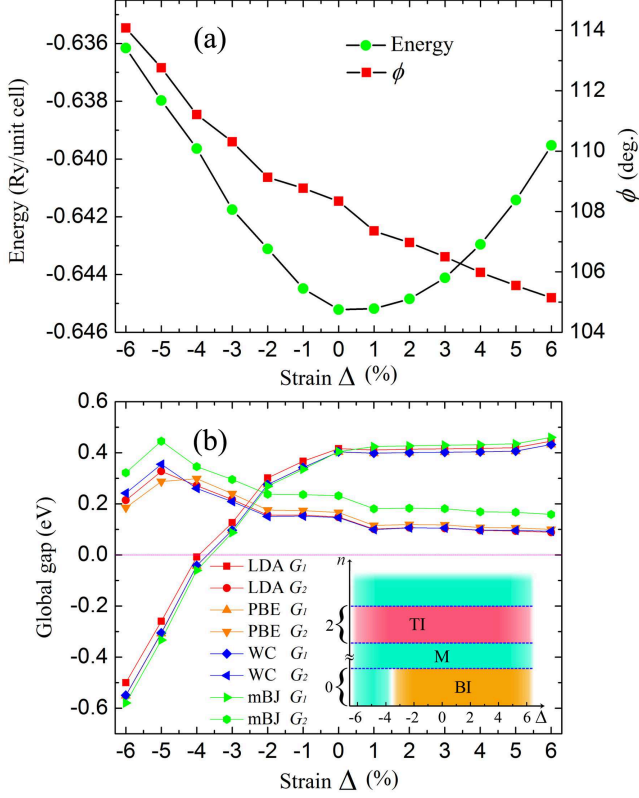 (a)
Energy
ϕ
-0.636
-0.638
-0.640
-0.642
-0.644
-0.646
Energy (Ry/unit cell)
114
112
110
108
106
104
ϕ (deg.)
-6 -5 -4 -3 -2 -1 0 1 2 3 4 5 6
Strain Δ (%)
(b)
0.6
0.4
0.2
0.0
-0.2
-0.4
-0.6
Global gap (eV)
LDA G1
LDA G2
PBE G1
PBE G2
WC G1
WC G2
mBJ G1
mBJ G2
n
2 { TI
≈ M
0 { BI
-6 -4 -2 0 2 4 6 Δ
-6 -5 -4 -3 -2 -1 0 1 2 3 4 5 6
Strain Δ (%)